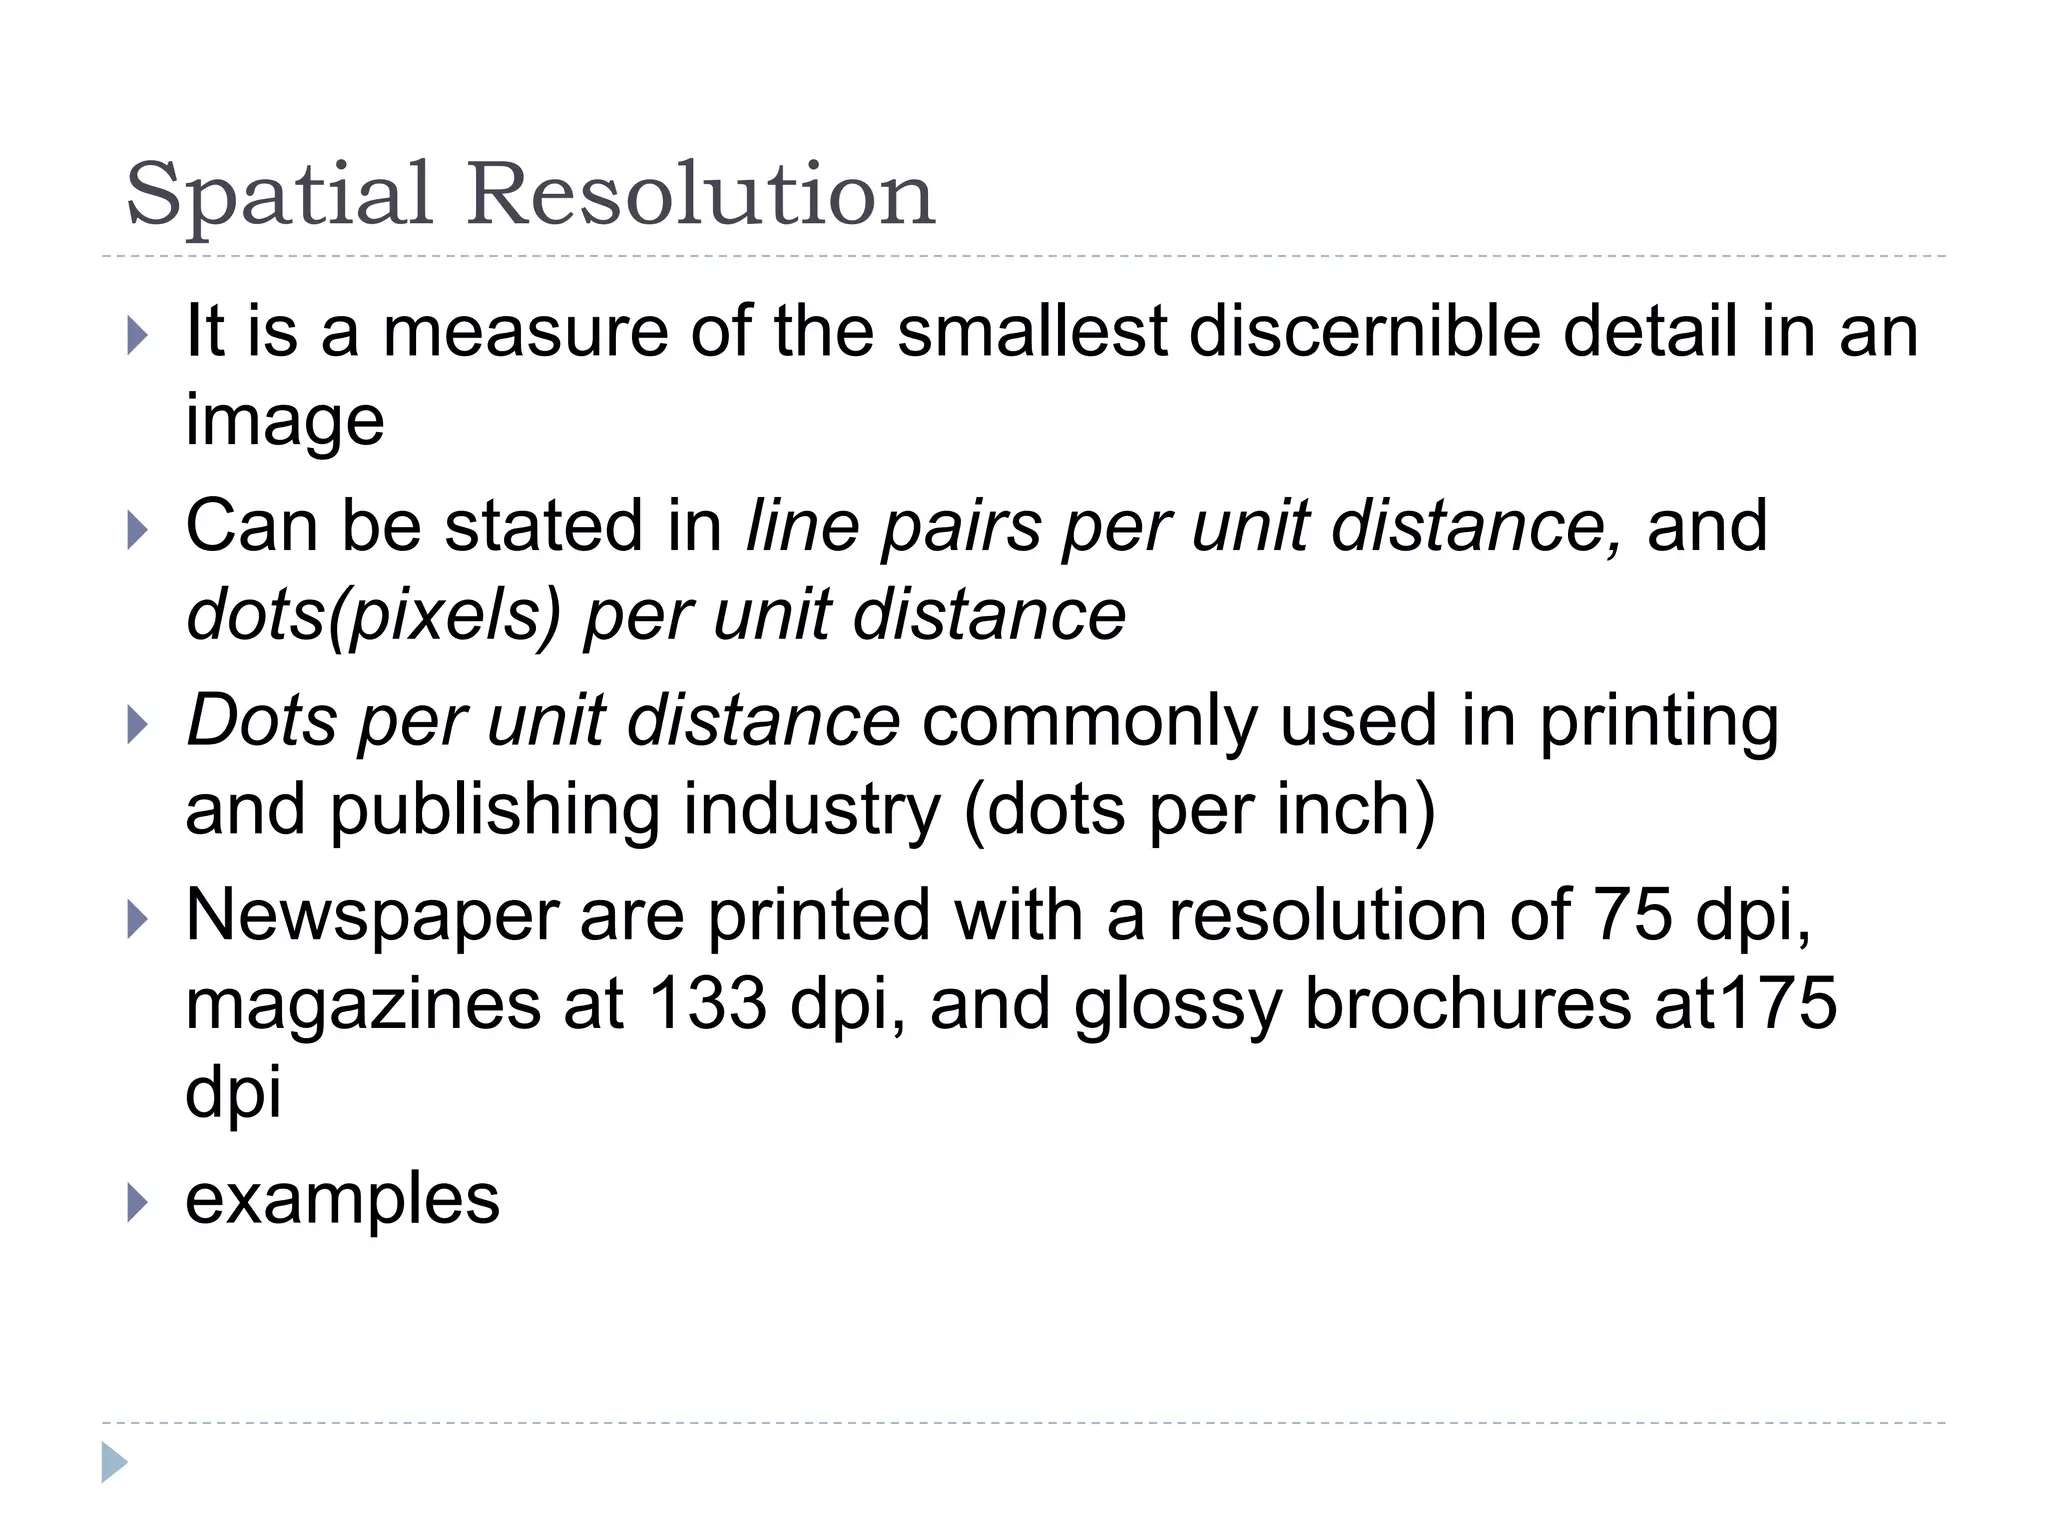 Spatial Resolution
It is a measure of the smallest discernible detail in an
image
Can be stated in line pairs per unit distance, and
dots(pixels) per unit distance
Dots per unit distance commonly used in printing
and publishing industry (dots per inch)
Newspaper are printed with a resolution of 75 dpi,
magazines at 133 dpi, and glossy brochures at175
dpi
examples